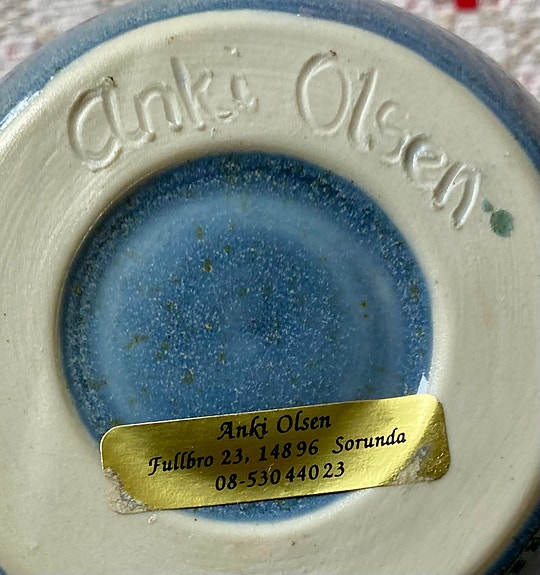 anki Olsen
Anki Olsen
Fullbro 23, 148 96 Sorunda
08-530 440 23